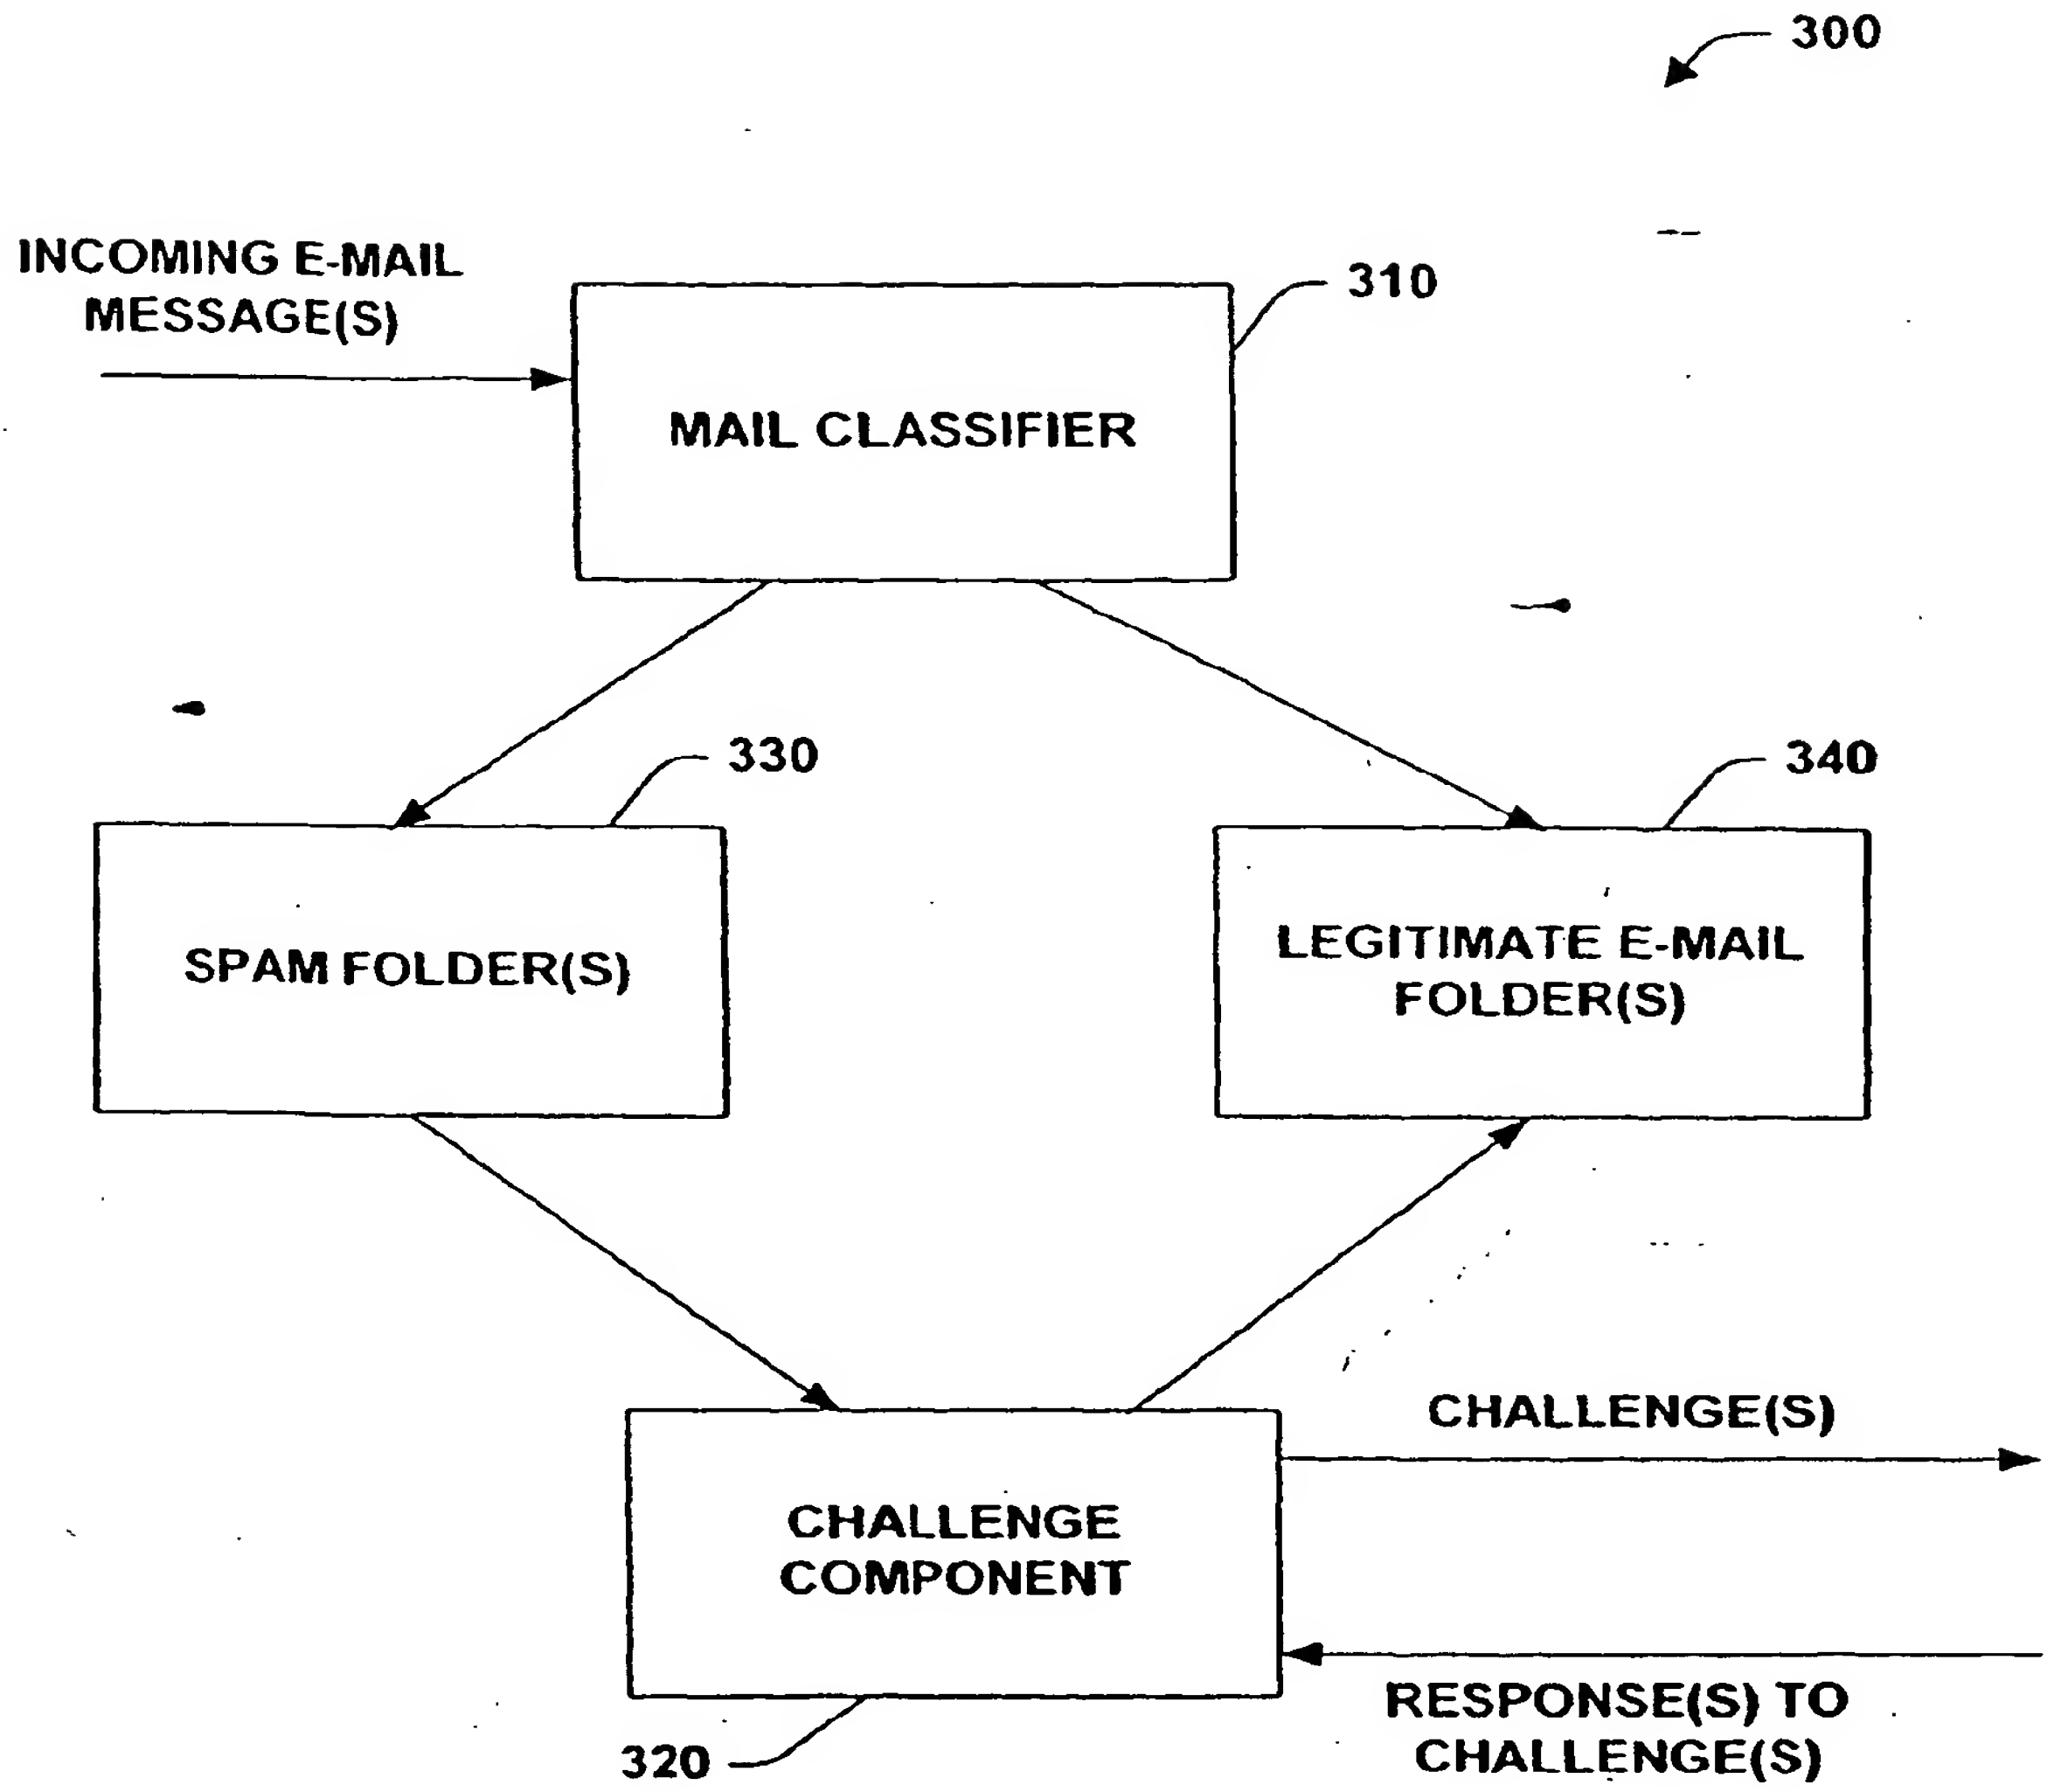 300
INCOMING E-MAIL
MESSAGE(S)
310
MAIL CLASSIFIER
330
340
SPAM FOLDER(S)
LEGITIMATE E-MAIL
FOLDER(S)
CHALLENGE(S)
CHALLENGE
COMPONENT
RESPONSE(S) TO
CHALLENGE(S)
320